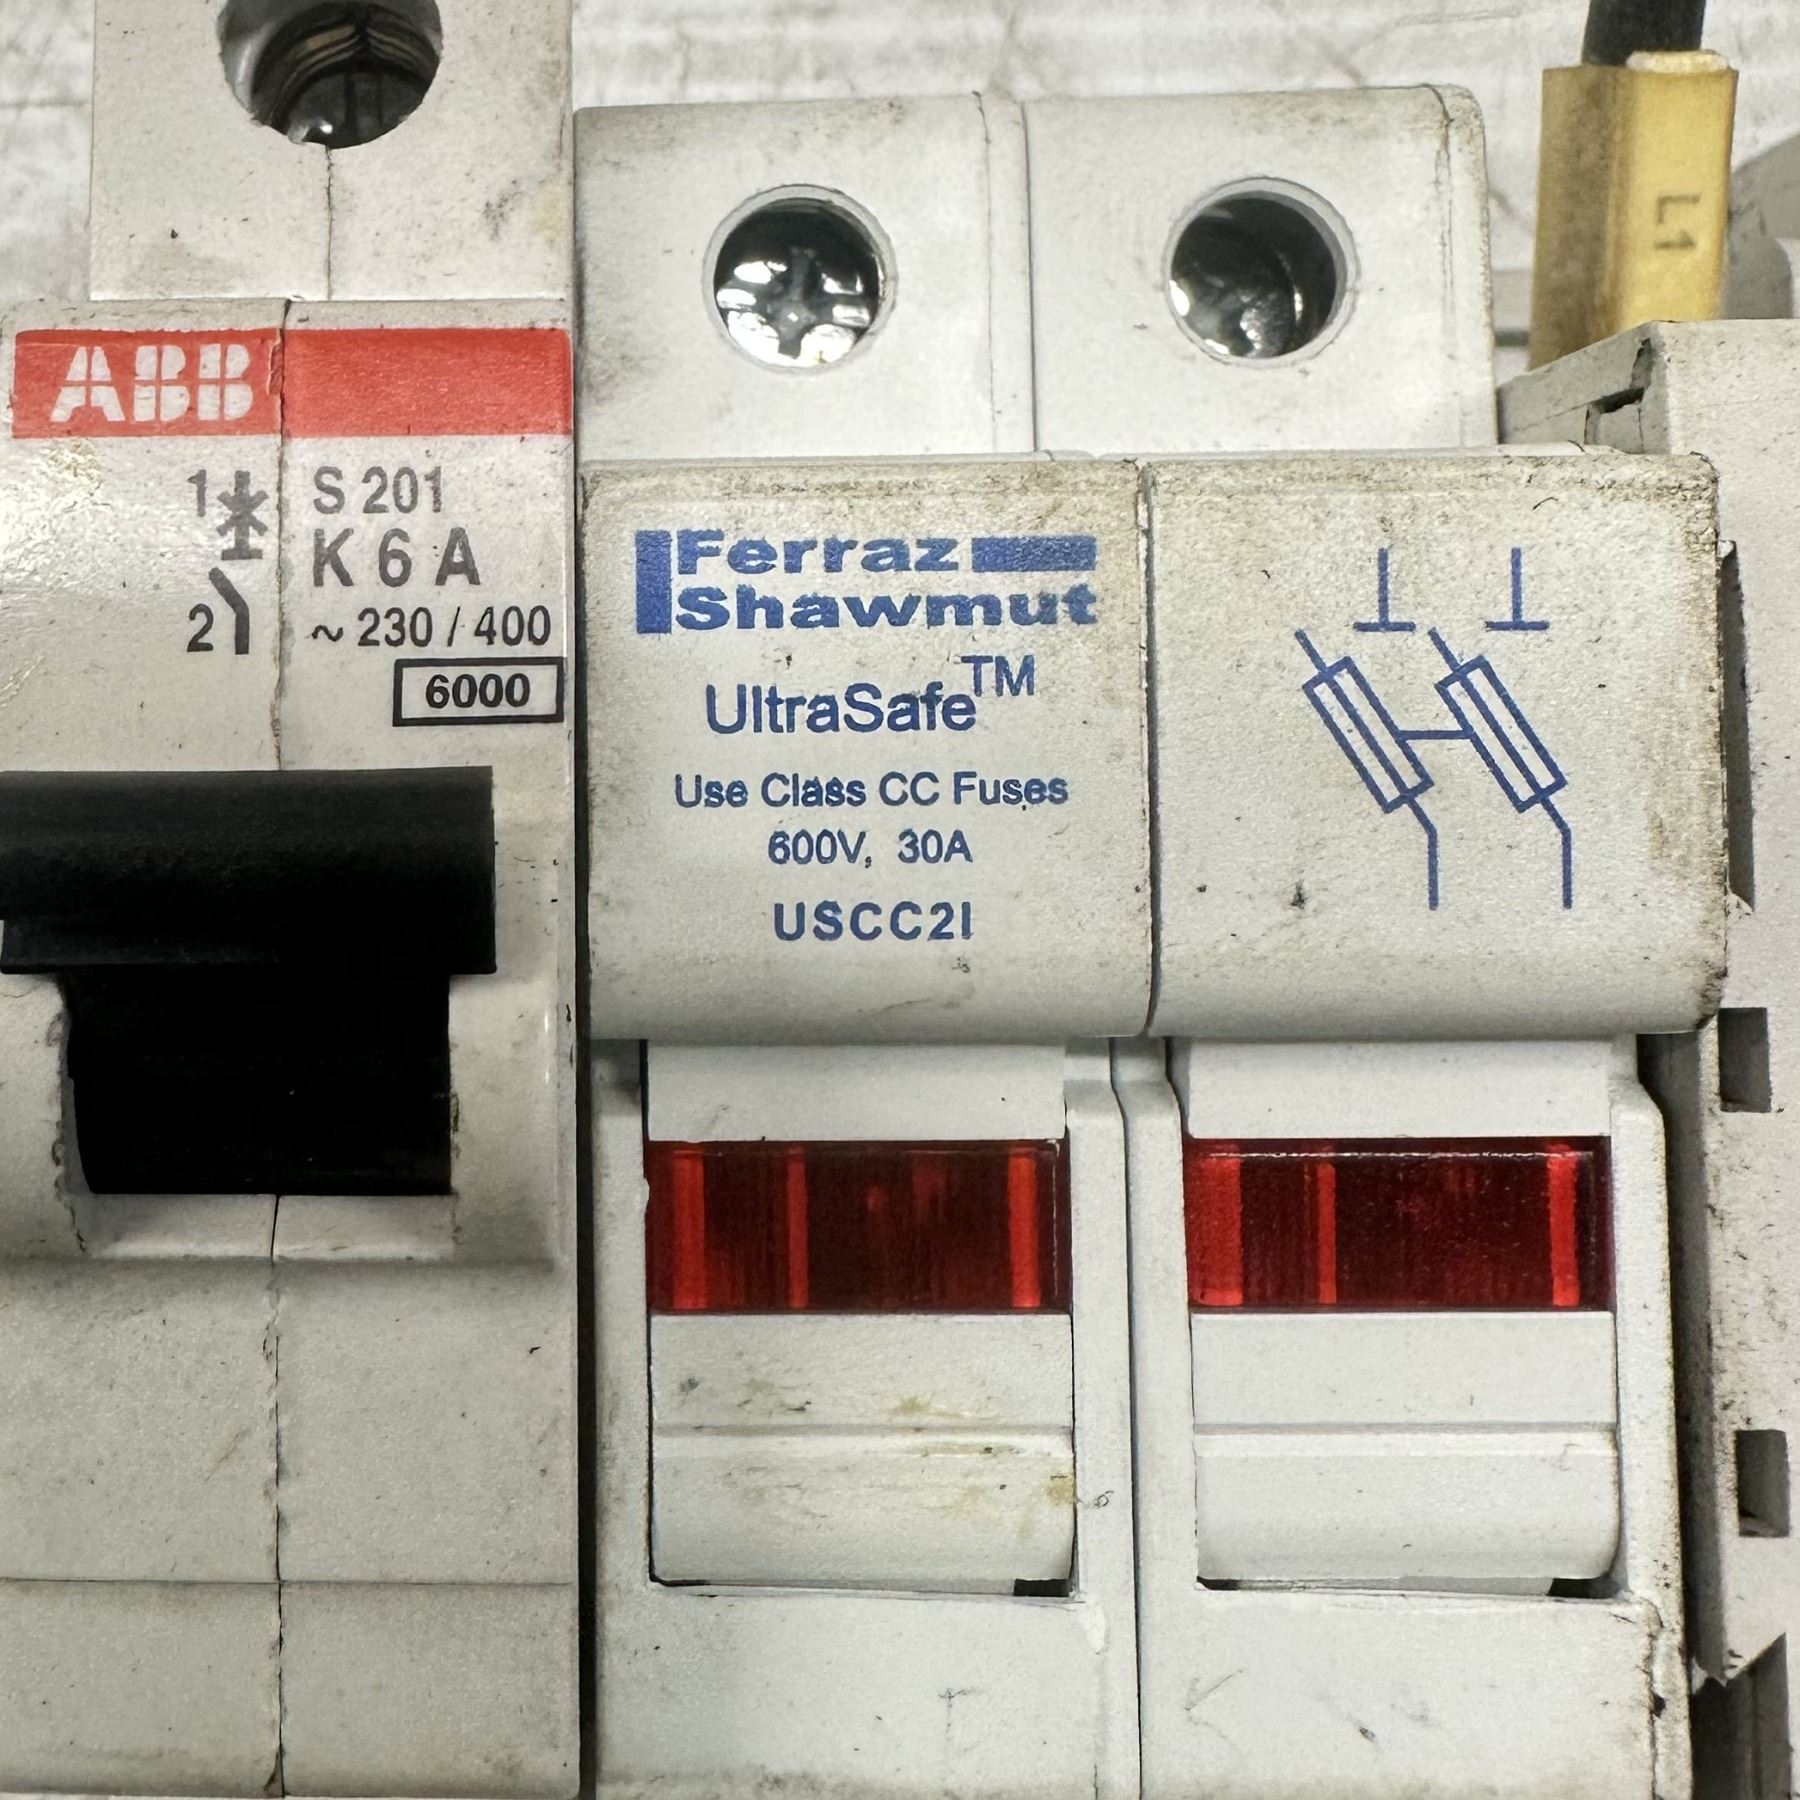 ABB
1
S 201
K 6 A
2
~ 230 / 400
6000
Ferraz
Shawmut
UltraSafe™
Use Class CC Fuses
600V, 30A
USCC2I
L1